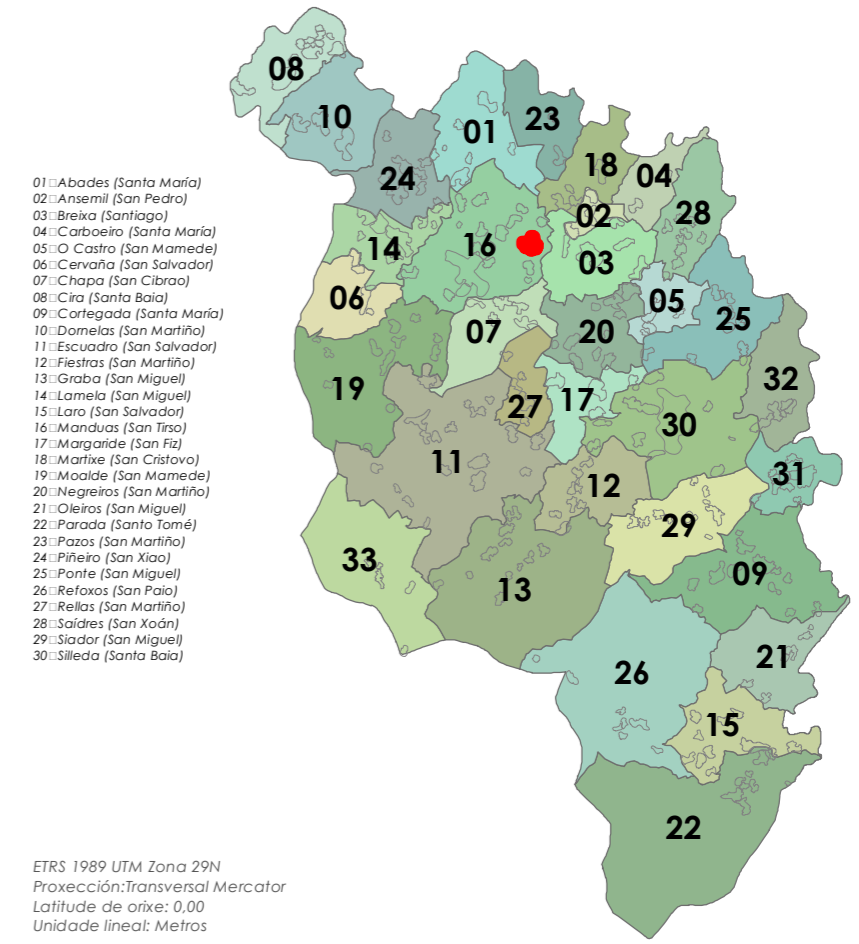 08
10
01
23
24
18
04
02
28
14
16
03
06
05
07
20
25
19
32
27
17
30
11
12
31
29
33
13
09
26
21
15
22
01□Abades (Santa María)
02□Ansemil (San Pedro)
03□Breixa (Santiago)
04□Carboeiro (Santa María)
05□O Castro (San Mamede)
06□Cervaña (San Salvador)
07□Chapa (San Cibrao)
08□Cira (Santa Baia)
09□Cortegada (Santa María)
10□Dornelas (San Martiño)
11□Escuadro (San Salvador)
12□Fiestras (San Martiño)
13□Graba (San Miguel)
14□Lamela (San Miguel)
15□Laro (San Salvador)
16□Manduas (San Tirso)
17□Margaride (San Fiz)
18□Martixe (San Cristovo)
19□Moalde (San Mamede)
20□Negreiros (San Martiño)
21□Oleiros (San Miguel)
22□Parada (Santo Tomé)
23□Pazos (San Martiño)
24□Piñeiro (San Xiao)
25□Ponte (San Miguel)
26□Refoxos (San Paio)
27□Rellas (San Martiño)
28□Saídres (San Xoán)
29□Siador (San Miguel)
30□Silleda (Santa Baia)
ETRS 1989 UTM Zona 29N
Proxección:Transversal Mercator
Latitude de orixe: 0,00
Unidade lineal: Metros